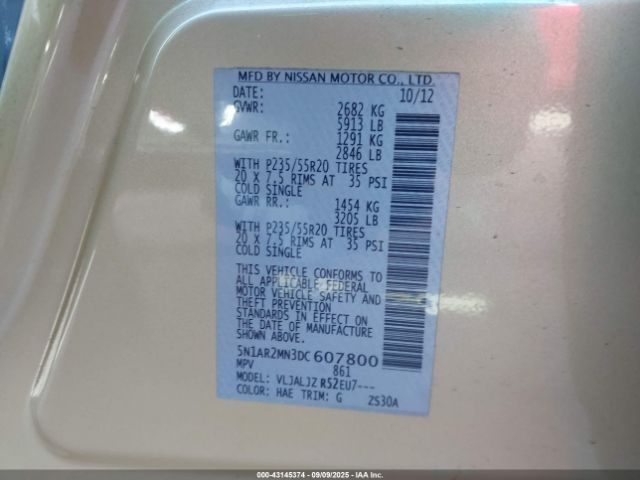 MFD BY NISSAN MOTOR CO., LTD.
DATE: 10/12
GVWR: 2682 KG
5913 LB
GAWR FR.: 1291 KG
2846 LB
WITH P235/55R20 TIRES
20 X 7.5 RIMS AT 35 PSI
COLD SINGLE
GAWR RR.: 1454 KG
3205 LB
WITH P235/55R20 TIRES
20 X 7.5 RIMS AT 35 PSI
COLD SINGLE
THIS VEHICLE CONFORMS TO
ALL APPLICABLE FEDERAL
MOTOR VEHICLE SAFETY AND
THEFT PREVENTION
STANDARDS IN EFFECT ON
THE DATE OF MANUFACTURE
SHOWN ABOVE.
5N1AR2MN3DC607800
MPV 861
MODEL: VLJALJZ RS2EU7---
COLOR: HAE TRIM: G 2S30A
000-43145374 - 09/09/2025 - IAA Inc.